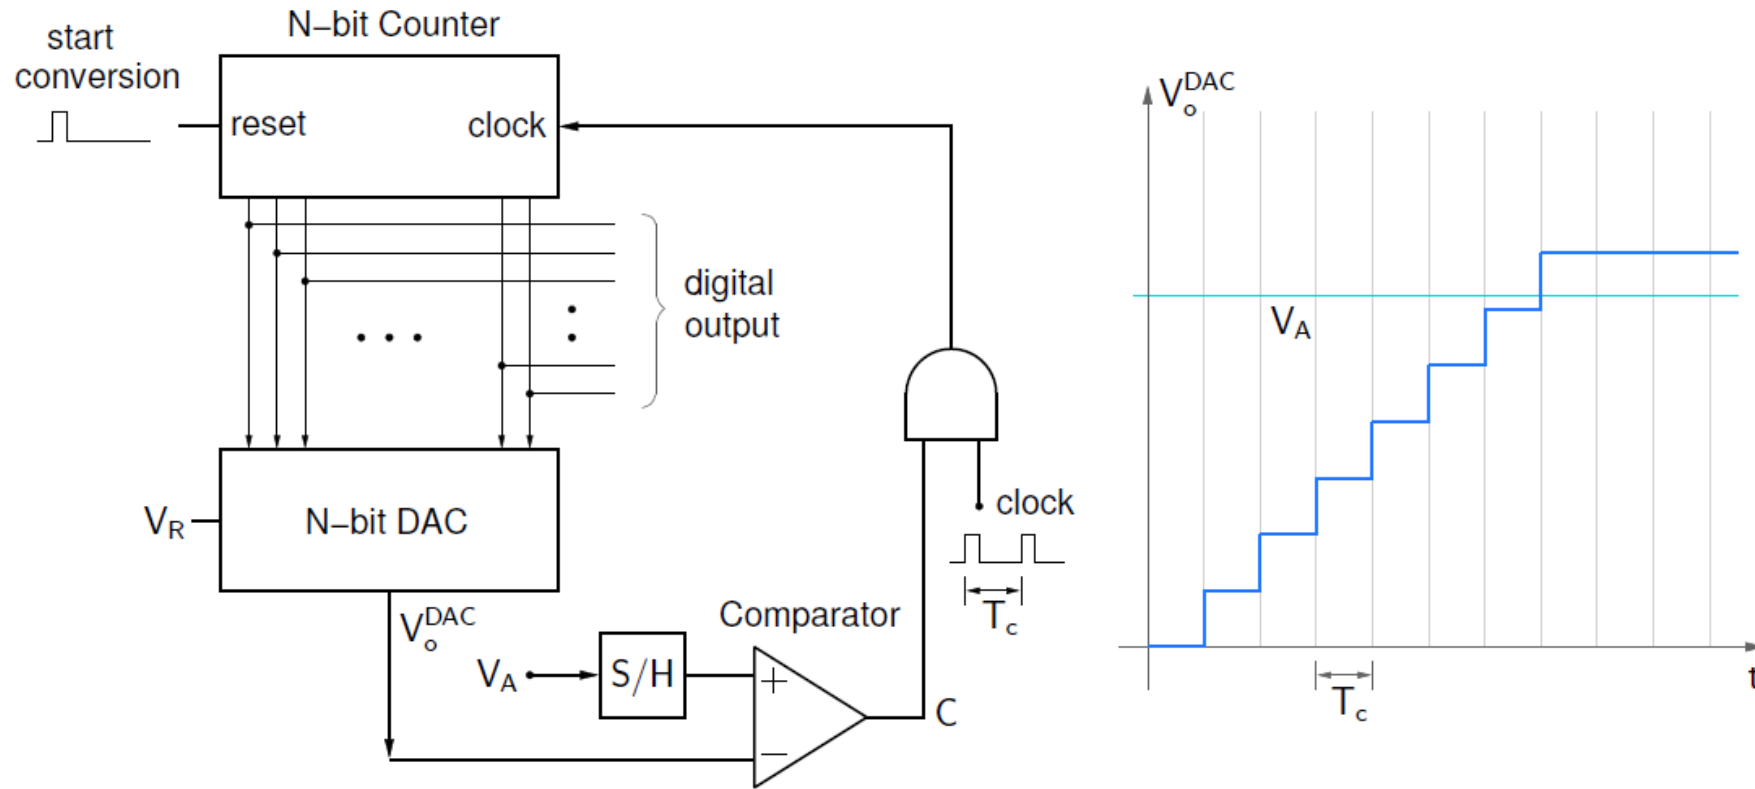 N−bit Counter
start
conversion
reset
clock
digital
output
V_R
N−bit DAC
V_o^DAC
V_A
S/H
Comparator
+
−
C
clock
T_c
V_o^DAC
V_A
T_c
t